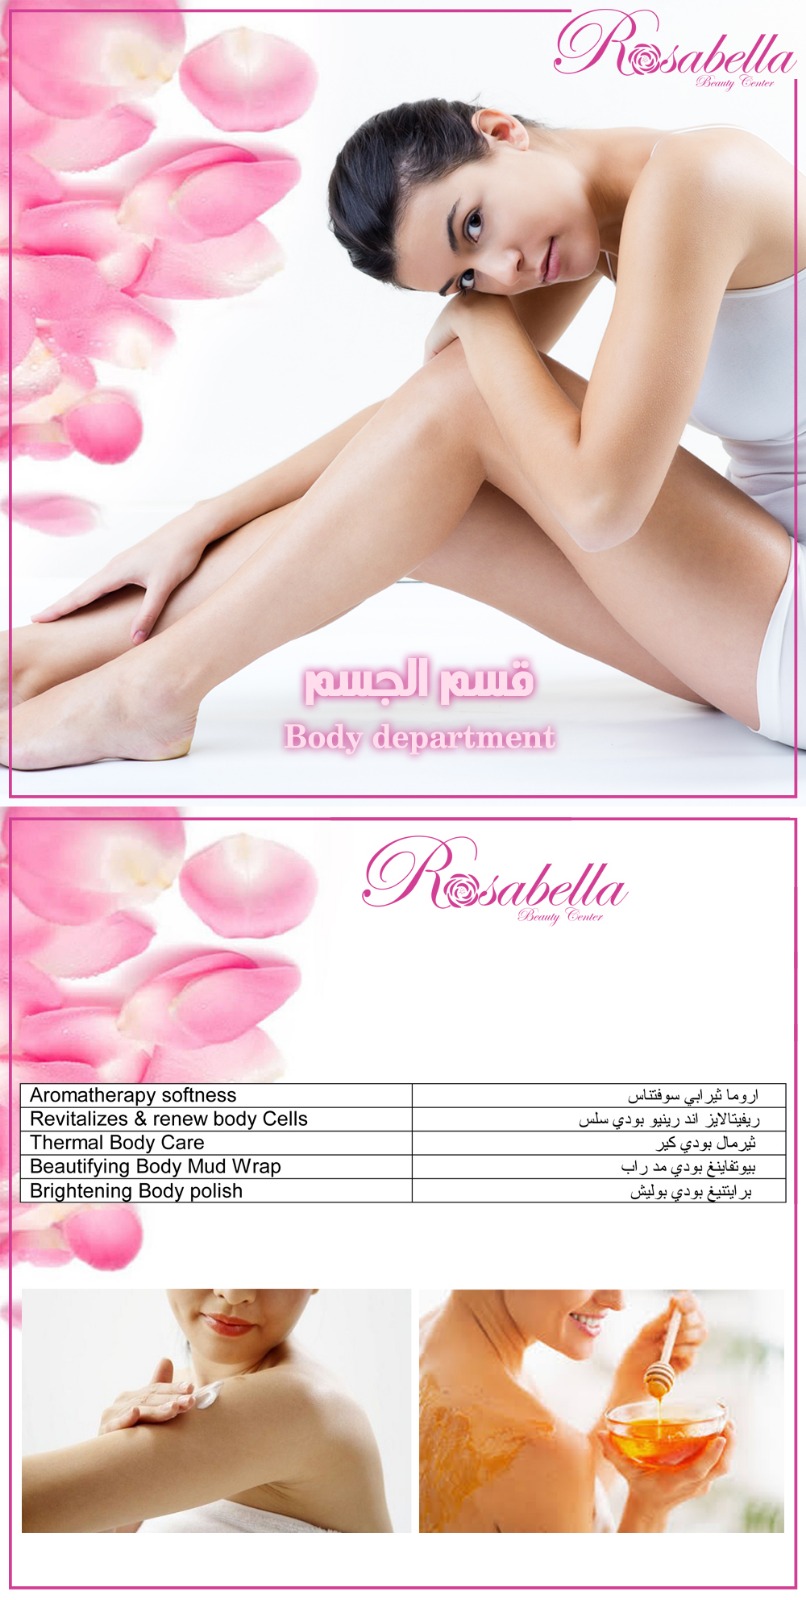 Rosabella
Beauty Center
قسم الجسم
Body department
Rosabella
Beauty Center
Aromatherapy softness
اروما ثيرابي سوفتناس
Revitalizes & renew body Cells
ريفيتالايز اند رينيو بودي سلس
Thermal Body Care
ثيرمال بودي كير
Beautifying Body Mud Wrap
بيوتفاينغ بودي مد راب
Brightening Body polish
برايتنيغ بودي بوليش